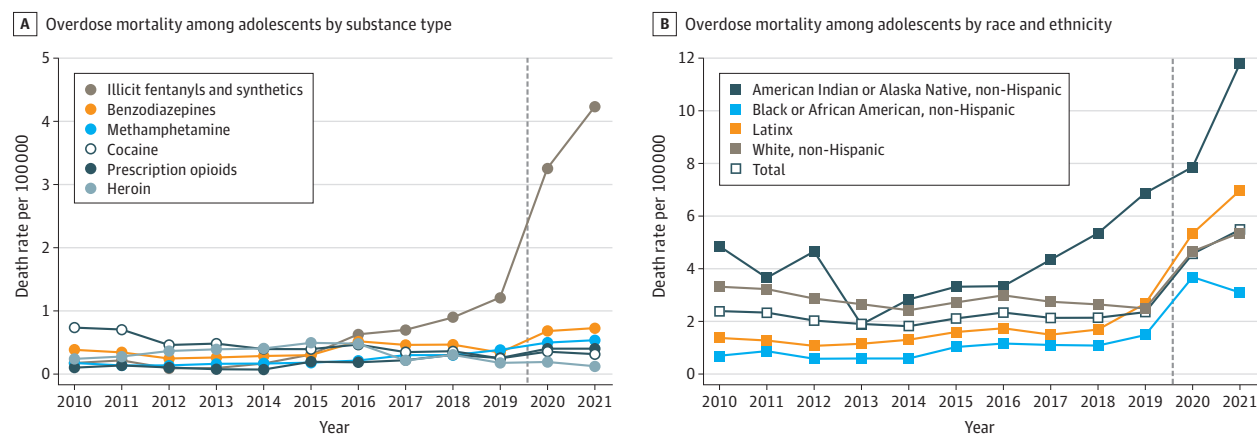 A Overdose mortality among adolescents by substance type
5
4
3
2
1
0
Death rate per 100 000
Illicit fentanyls and synthetics
Benzodiazepines
Methamphetamine
Cocaine
Prescription opioids
Heroin
2010 2011 2012 2013 2014 2015 2016 2017 2018 2019 2020 2021
Year
B Overdose mortality among adolescents by race and ethnicity
12
10
8
6
4
2
0
Death rate per 100 000
American Indian or Alaska Native, non-Hispanic
Black or African American, non-Hispanic
Latinx
White, non-Hispanic
Total
2010 2011 2012 2013 2014 2015 2016 2017 2018 2019 2020 2021
Year